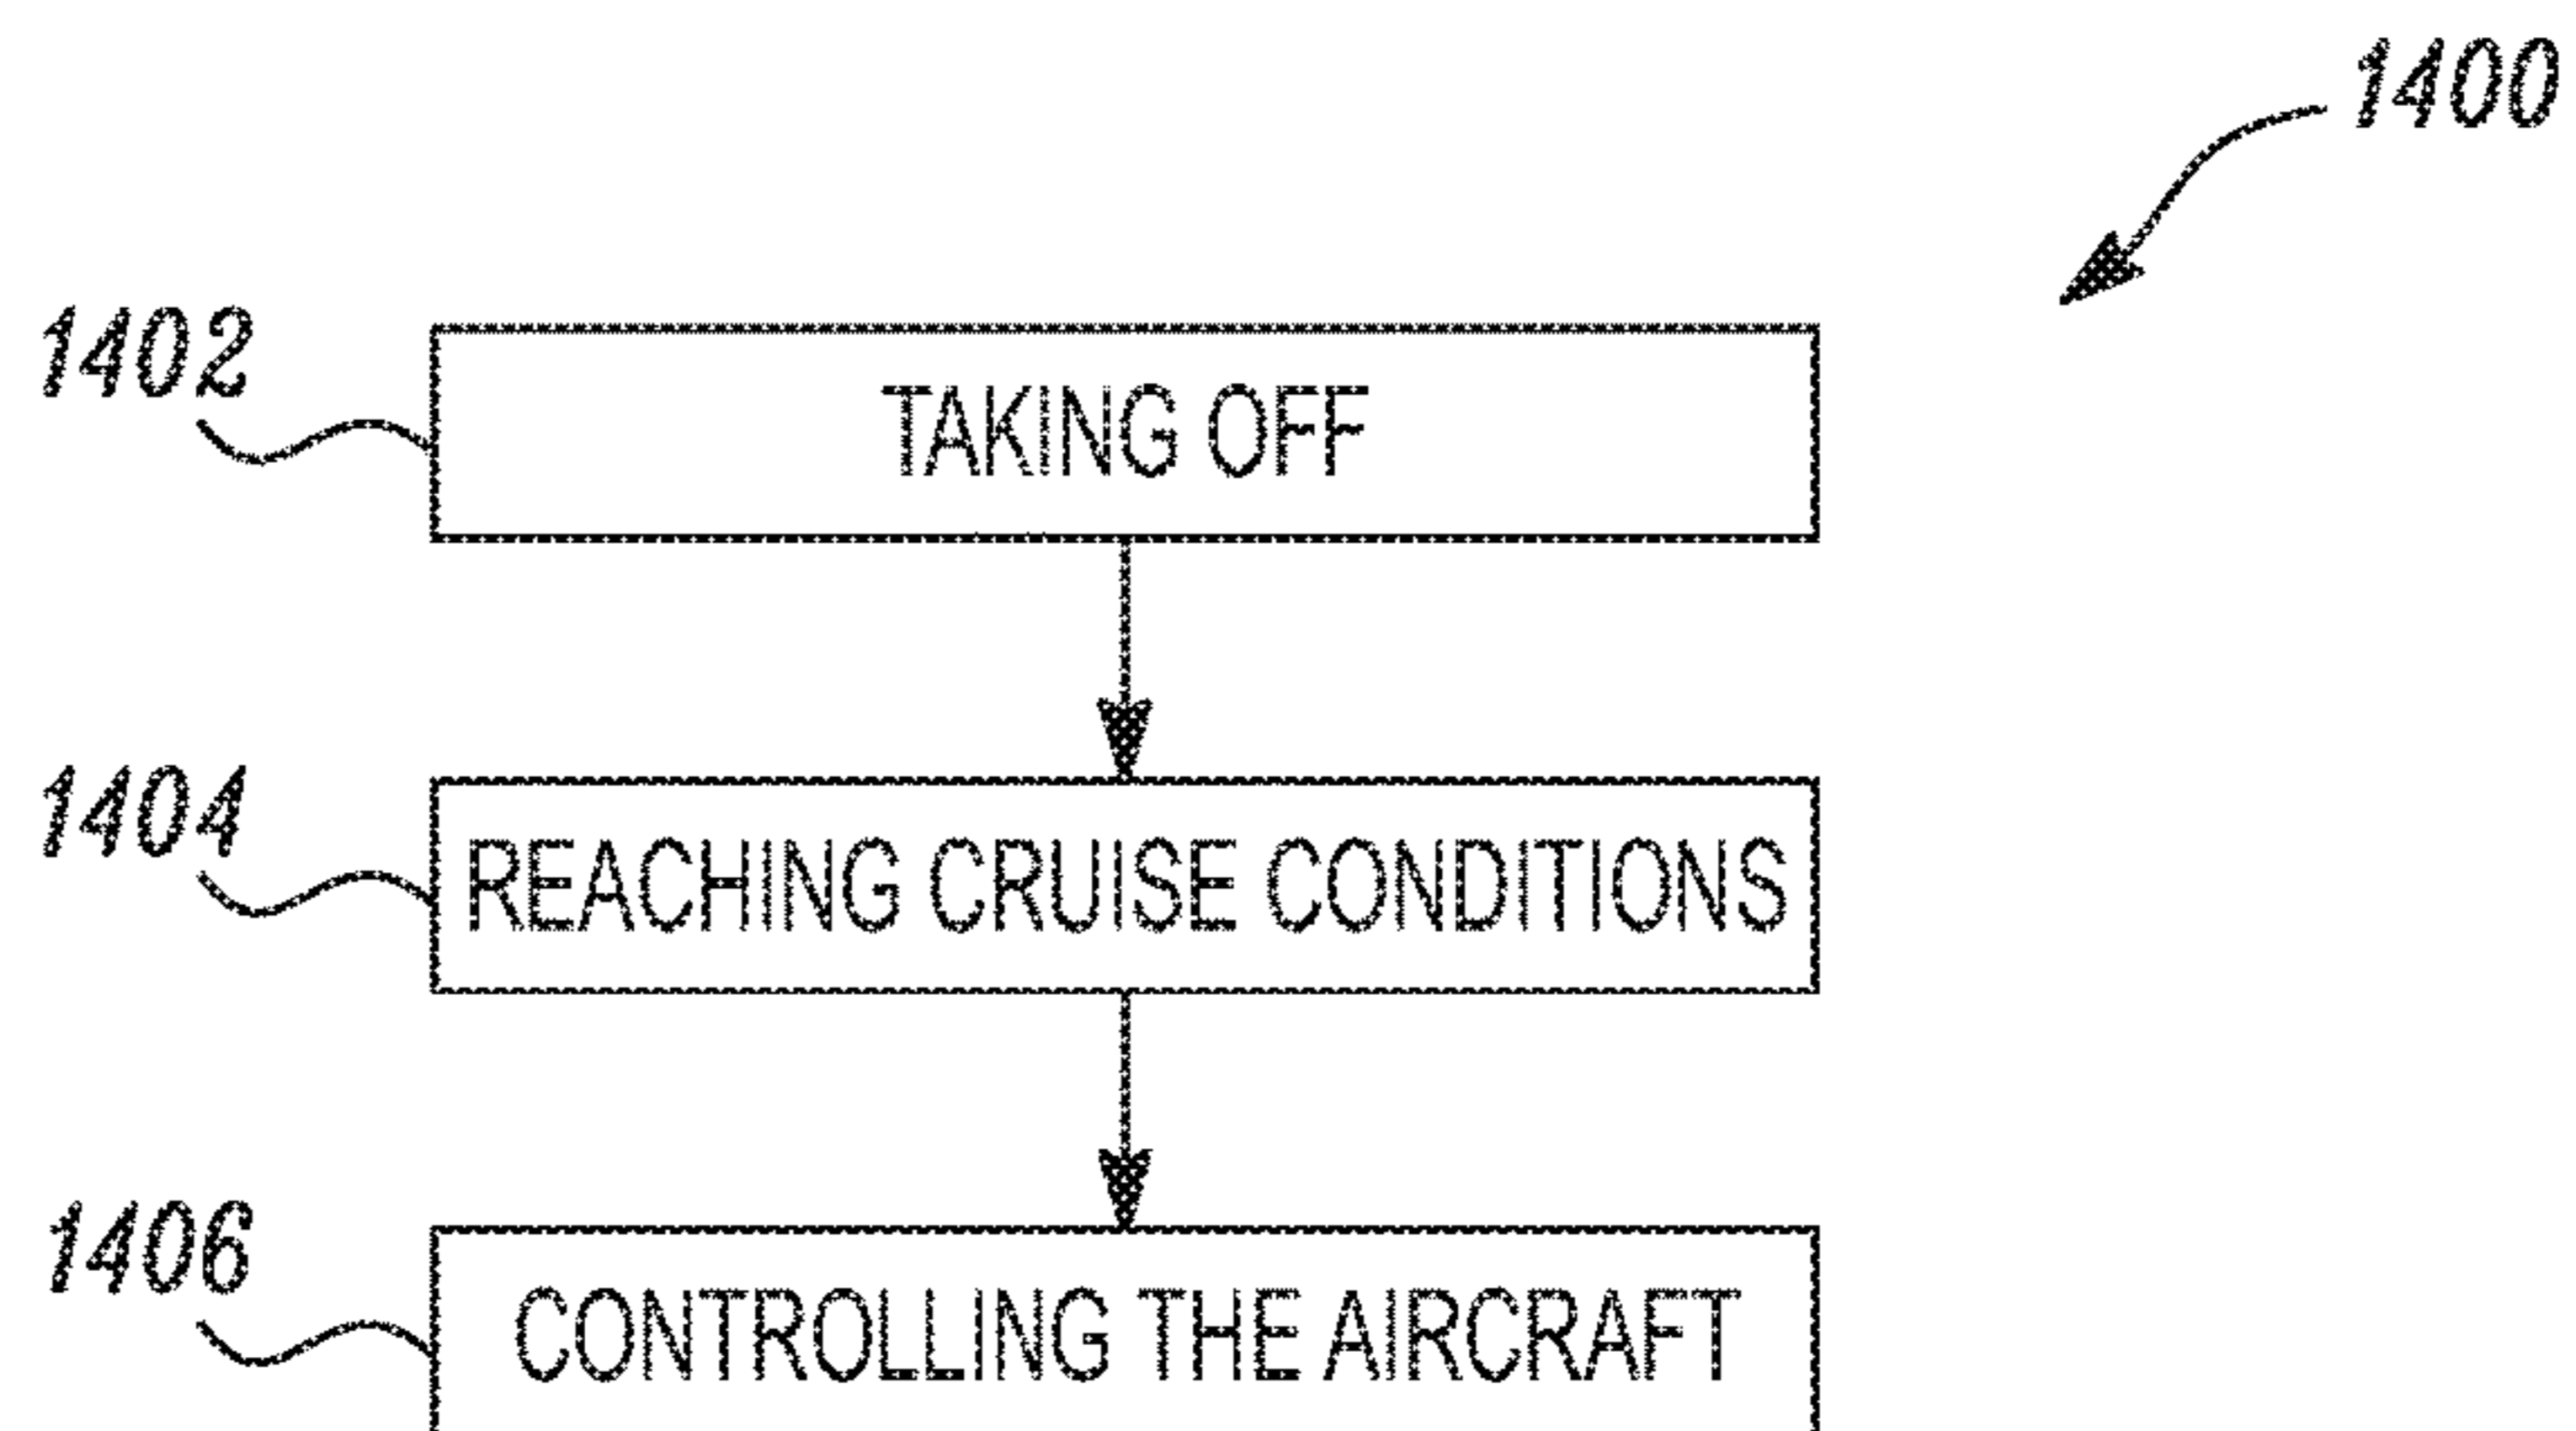 1400
1402
TAKING OFF
1404
REACHING CRUISE CONDITIONS
1406
CONTROLLING THE AIRCRAFT